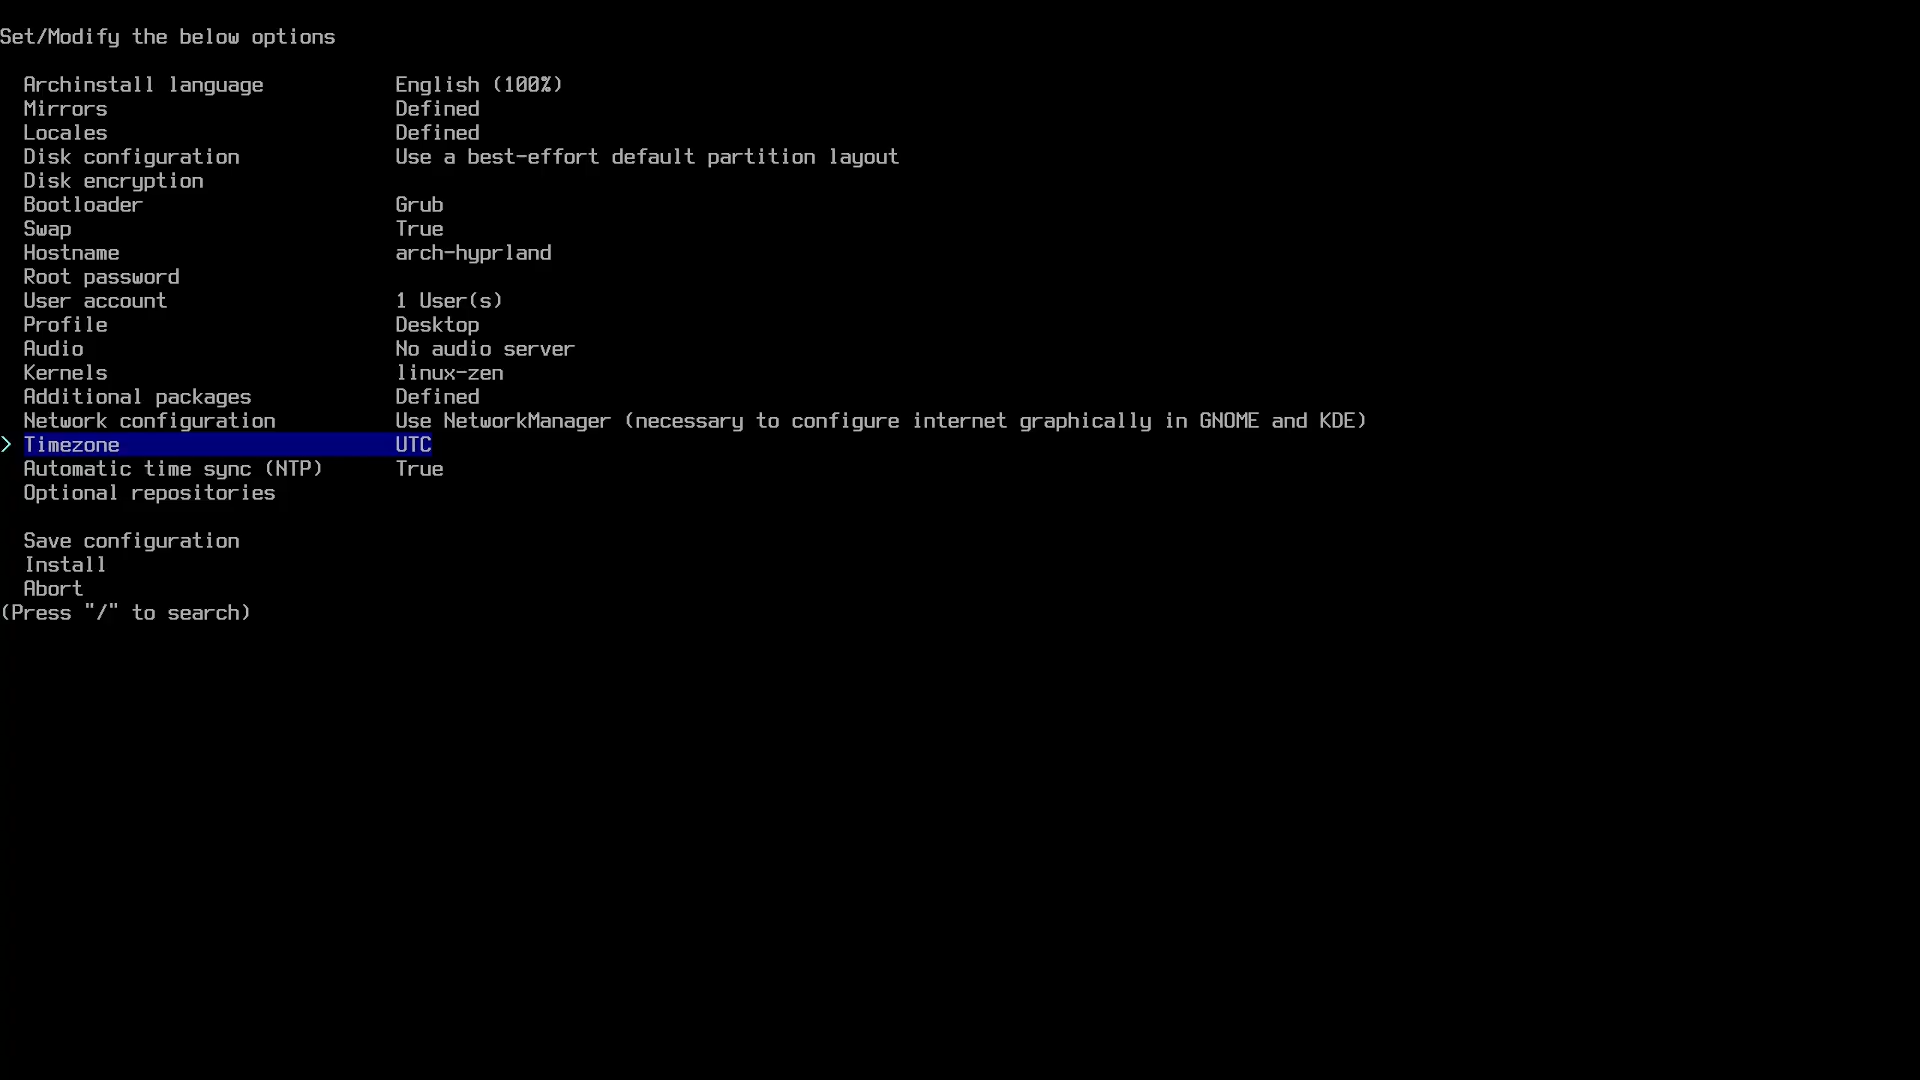 Set/Modify the below options
Archinstall language English (100%)
Mirrors Defined
Locales Defined
Disk configuration Use a best-effort default partition layout
Disk encryption
Bootloader Grub
Swap True
Hostname arch-hyprland
Root password
User account 1 User(s)
Profile Desktop
Audio No audio server
Kernels linux-zen
Additional packages Defined
Network configuration Use NetworkManager (necessary to configure internet graphically in GNOME and KDE)
> Timezone UTC
Automatic time sync (NTP) True
Optional repositories
Save configuration
Install
Abort
(Press "/" to search)